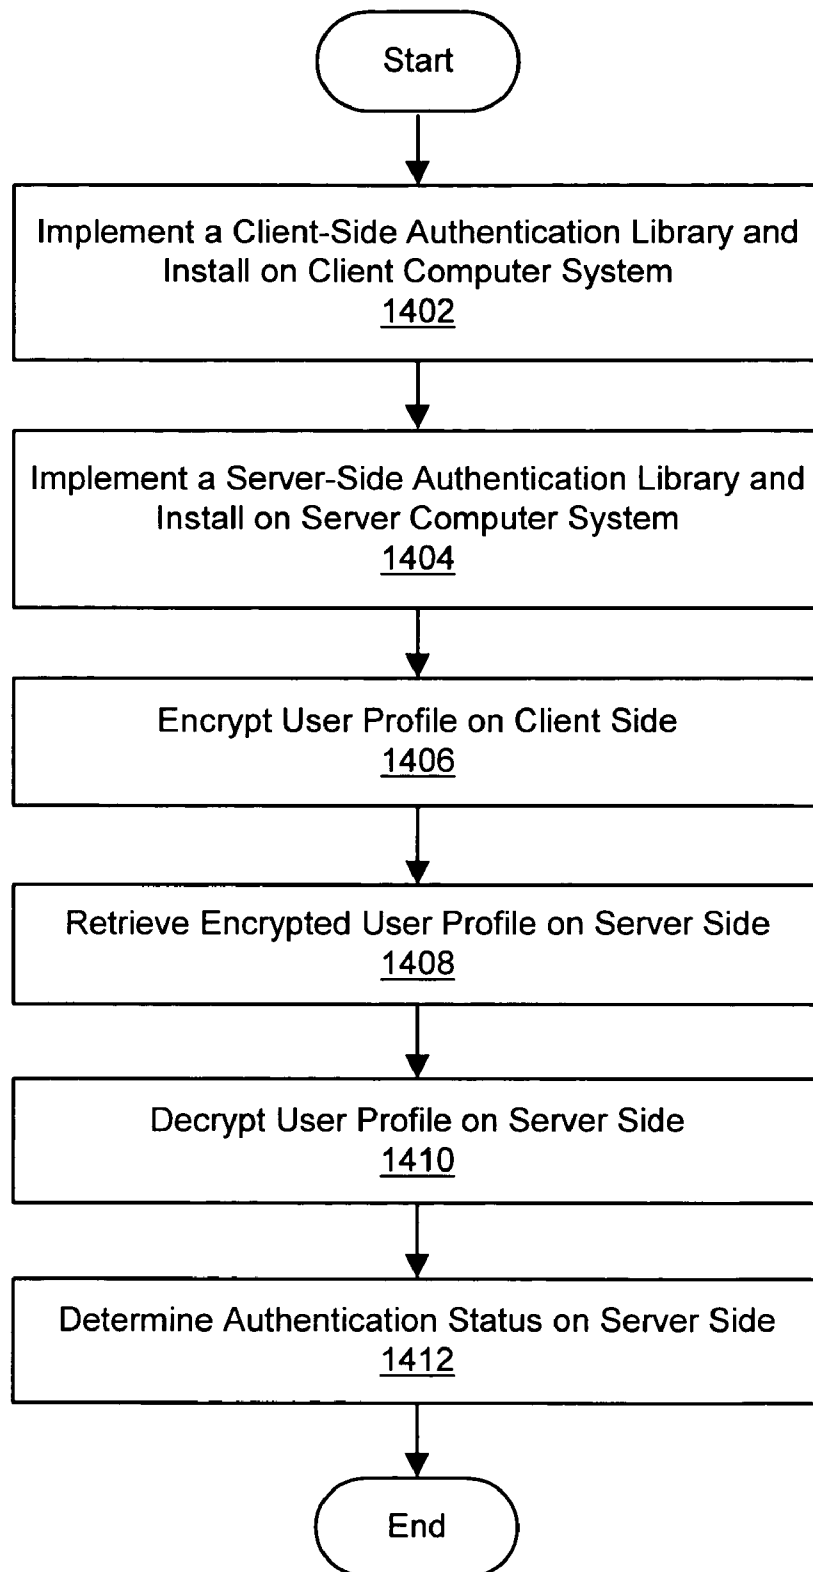 Start
Implement a Client-Side Authentication Library and
Install on Client Computer System
1402
Implement a Server-Side Authentication Library and
Install on Server Computer System
1404
Encrypt User Profile on Client Side
1406
Retrieve Encrypted User Profile on Server Side
1408
Decrypt User Profile on Server Side
1410
Determine Authentication Status on Server Side
1412
End